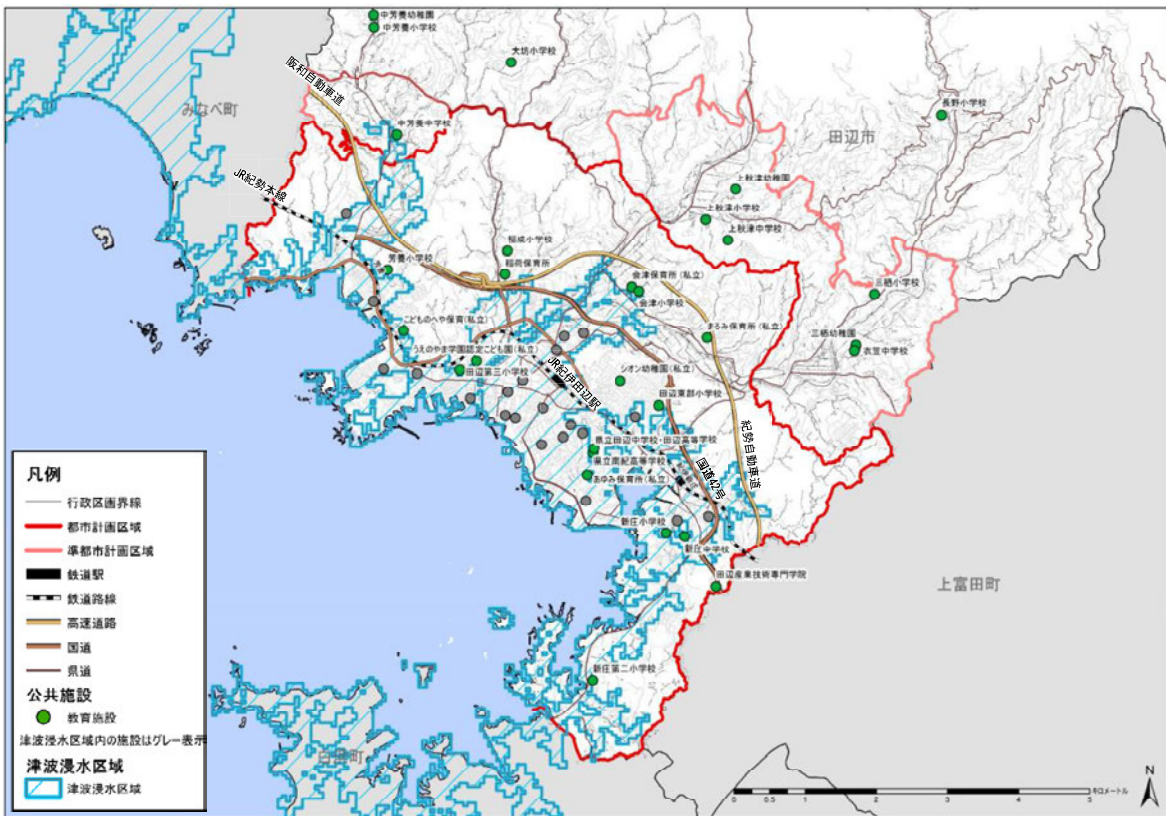 中芳養幼稚園
中芳養小学校
大坊小学校
阪和自動車道
みなべ町
長野小学校
中芳養中学校
田辺市
JR紀勢本線
上秋津幼稚園
上秋津小学校
上秋津中学校
稲成小学校
稲荷保育所
芳養小学校
会津保育所(私立)
会津小学校
三栖小学校
こどものへや保育(私立)
まろみ保育所(私立)
三栖幼稚園
衣笠中学校
うえのやま学園認定こども園(私立)
JR紀伊田辺駅
シオン幼稚園(私立)
田辺第三小学校
田辺東部小学校
県立田辺中学校・田辺高等学校
紀勢自動車道
県立南紀高等学校
国道42号
あゆみ保育所(私立)
新庄小学校
新庄中学校
田辺産業技術専門学院
上富田町
新庄第二小学校
白浜町
凡例
行政区画界線
都市計画区域
準都市計画区域
鉄道駅
鉄道路線
高速道路
国道
県道
公共施設
教育施設
津波浸水区域内の施設はグレー表示
津波浸水区域
津波浸水区域
N
0 0.5 1 2 3 4 5 キロメートル